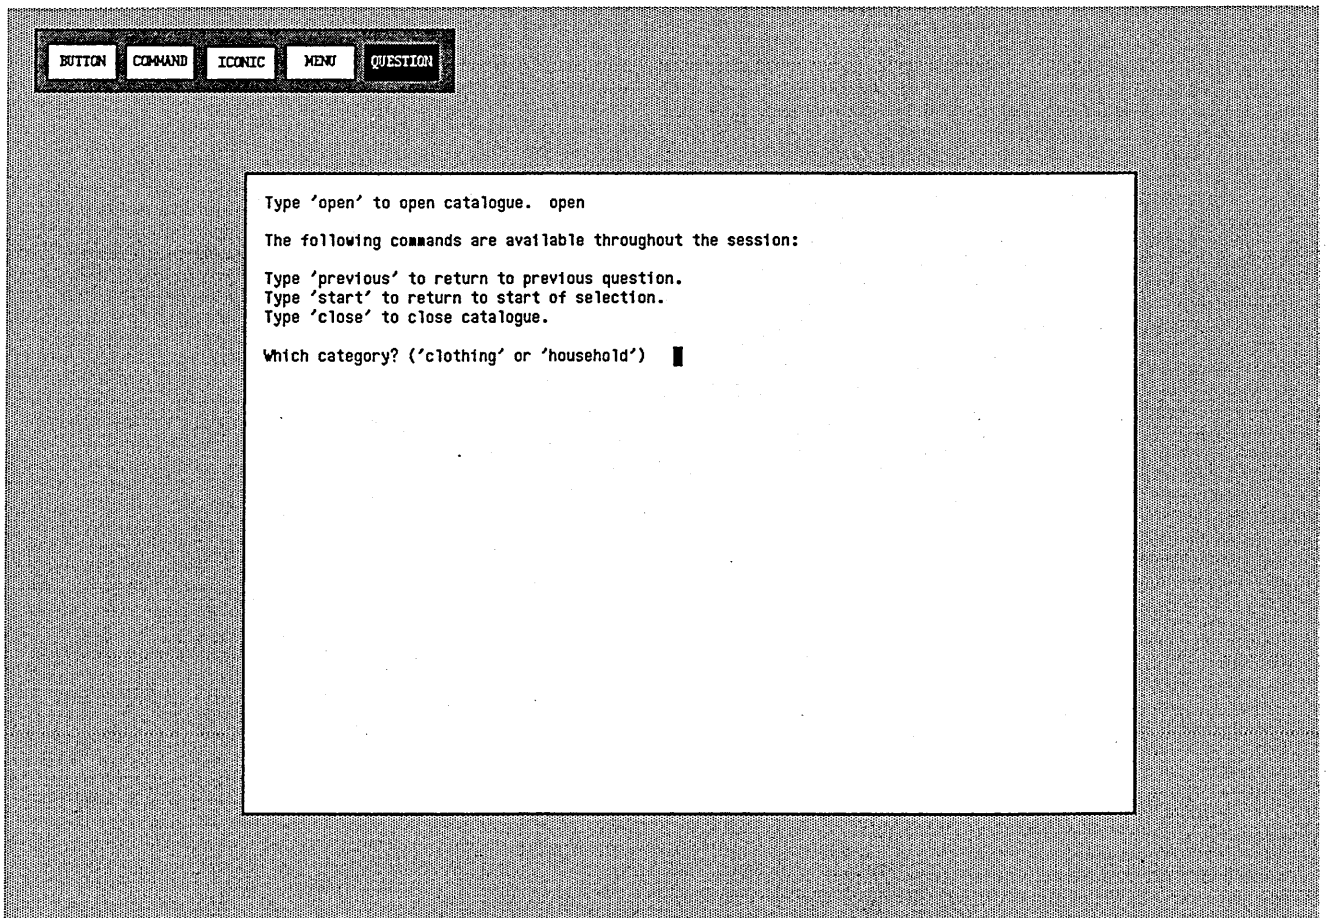 BUTTON COMMAND ICONIC MENU QUESTION
Type 'open' to open catalogue. open
The following commands are available throughout the session:
Type 'previous' to return to previous question.
Type 'start' to return to start of selection.
Type 'close' to close catalogue.
Which category? ('clothing' or 'household')